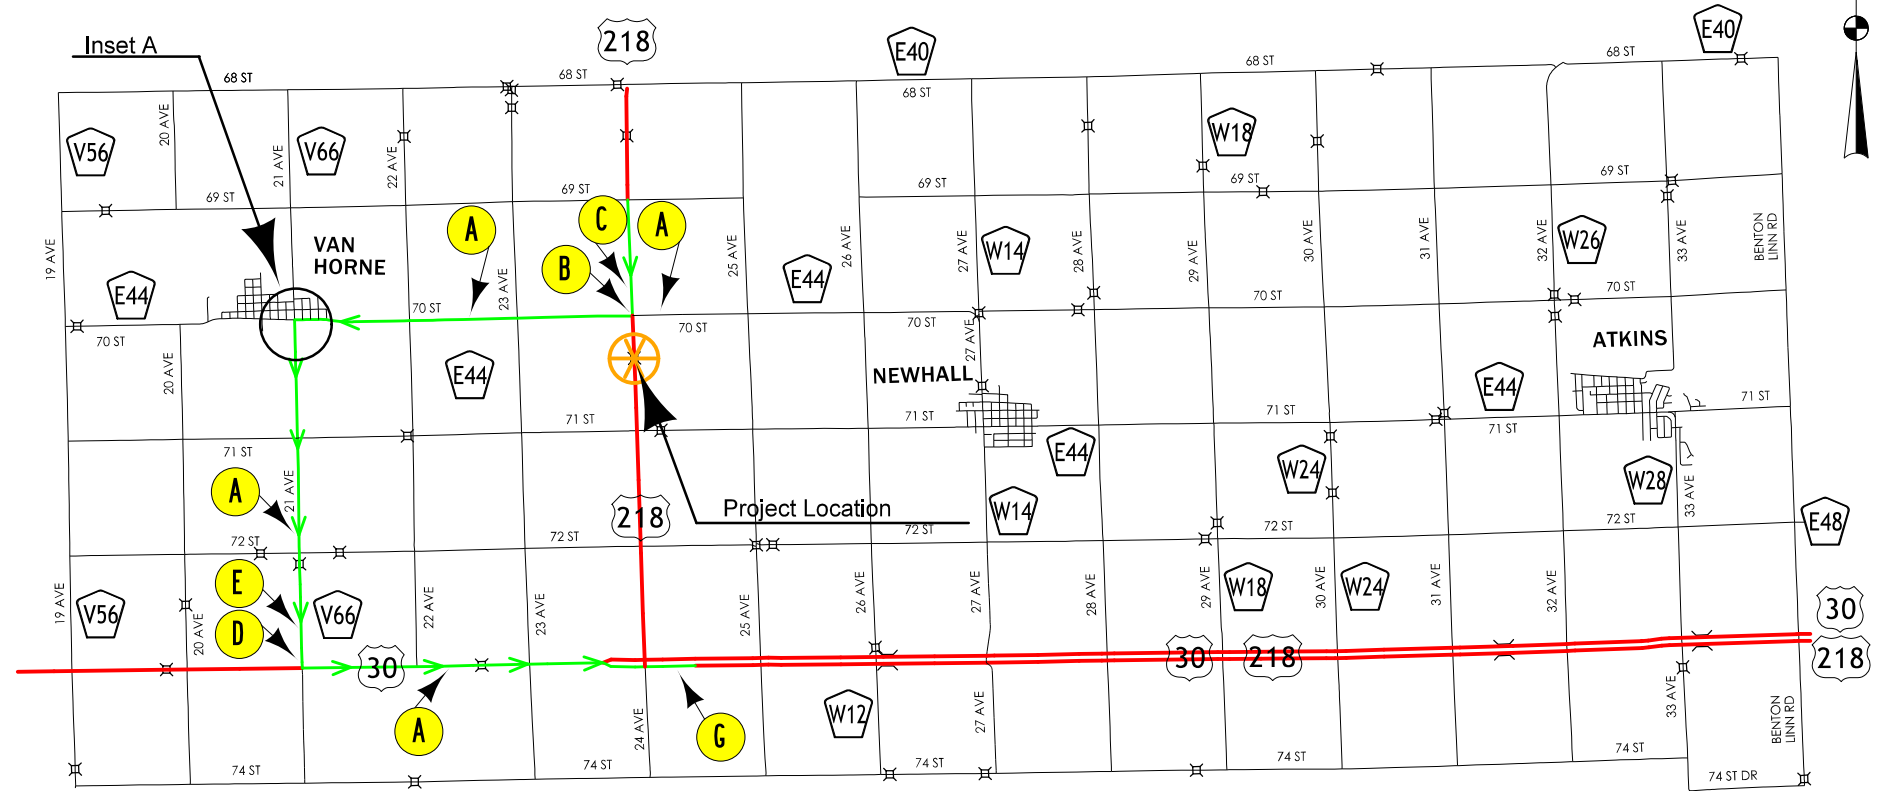 Inset A
218
E40
E40
68 ST
68 ST
68 ST
68 ST
68 ST
V56
20 AVE
21 AVE
V66
22 AVE
W18
69 ST
69 ST
69 ST
69 ST
69 ST
19 AVE
E44
VAN
HORNE
A
23 AVE
C
A
B
25 AVE
E44
26 AVE
27 AVE
W14
28 AVE
29 AVE
30 AVE
31 AVE
32 AVE
W26
33 AVE
BENTON
LINN RD
70 ST
70 ST
70 ST
70 ST
70 ST
70 ST
20 AVE
E44
27 AVE
NEWHALL
ATKINS
E44
71 ST
71 ST
71 ST
71 ST
71 ST
71 ST
E44
A
21 AVE
218
Project Location
W14
W24
W28
33 AVE
E48
72 ST
72 ST
72 ST
72 ST
72 ST
19 AVE
V56
20 AVE
E
D
V66
22 AVE
23 AVE
25 AVE
26 AVE
27 AVE
28 AVE
29 AVE
W18
30 AVE
W24
31 AVE
32 AVE
30
218
30
30
218
A
24 AVE
G
W12
27 AVE
33 AVE
BENTON
LINN RD
74 ST
74 ST
74 ST
74 ST
74 ST
74 ST DR